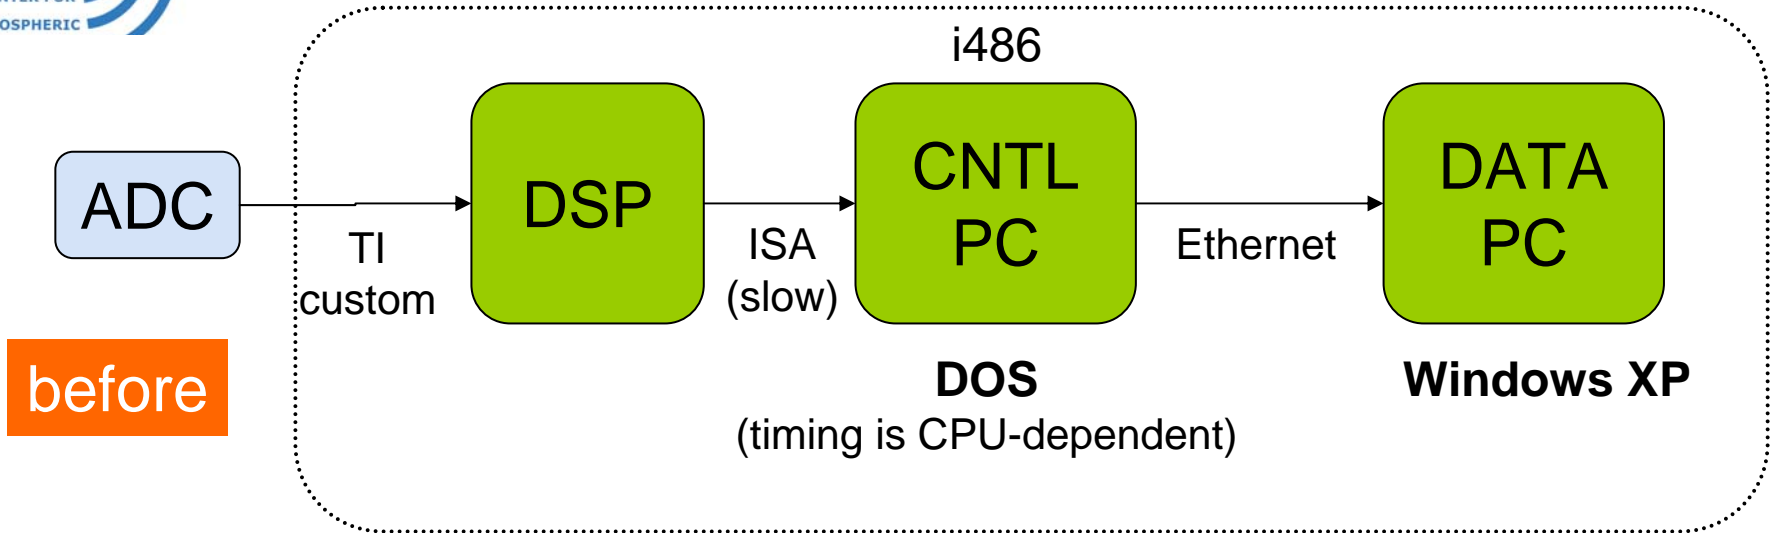 OSPHERIC
i486
ADC
DSP
CNTL
PC
DATA
PC
TI
custom
ISA
(slow)
Ethernet
before
DOS
(timing is CPU-dependent)
Windows XP